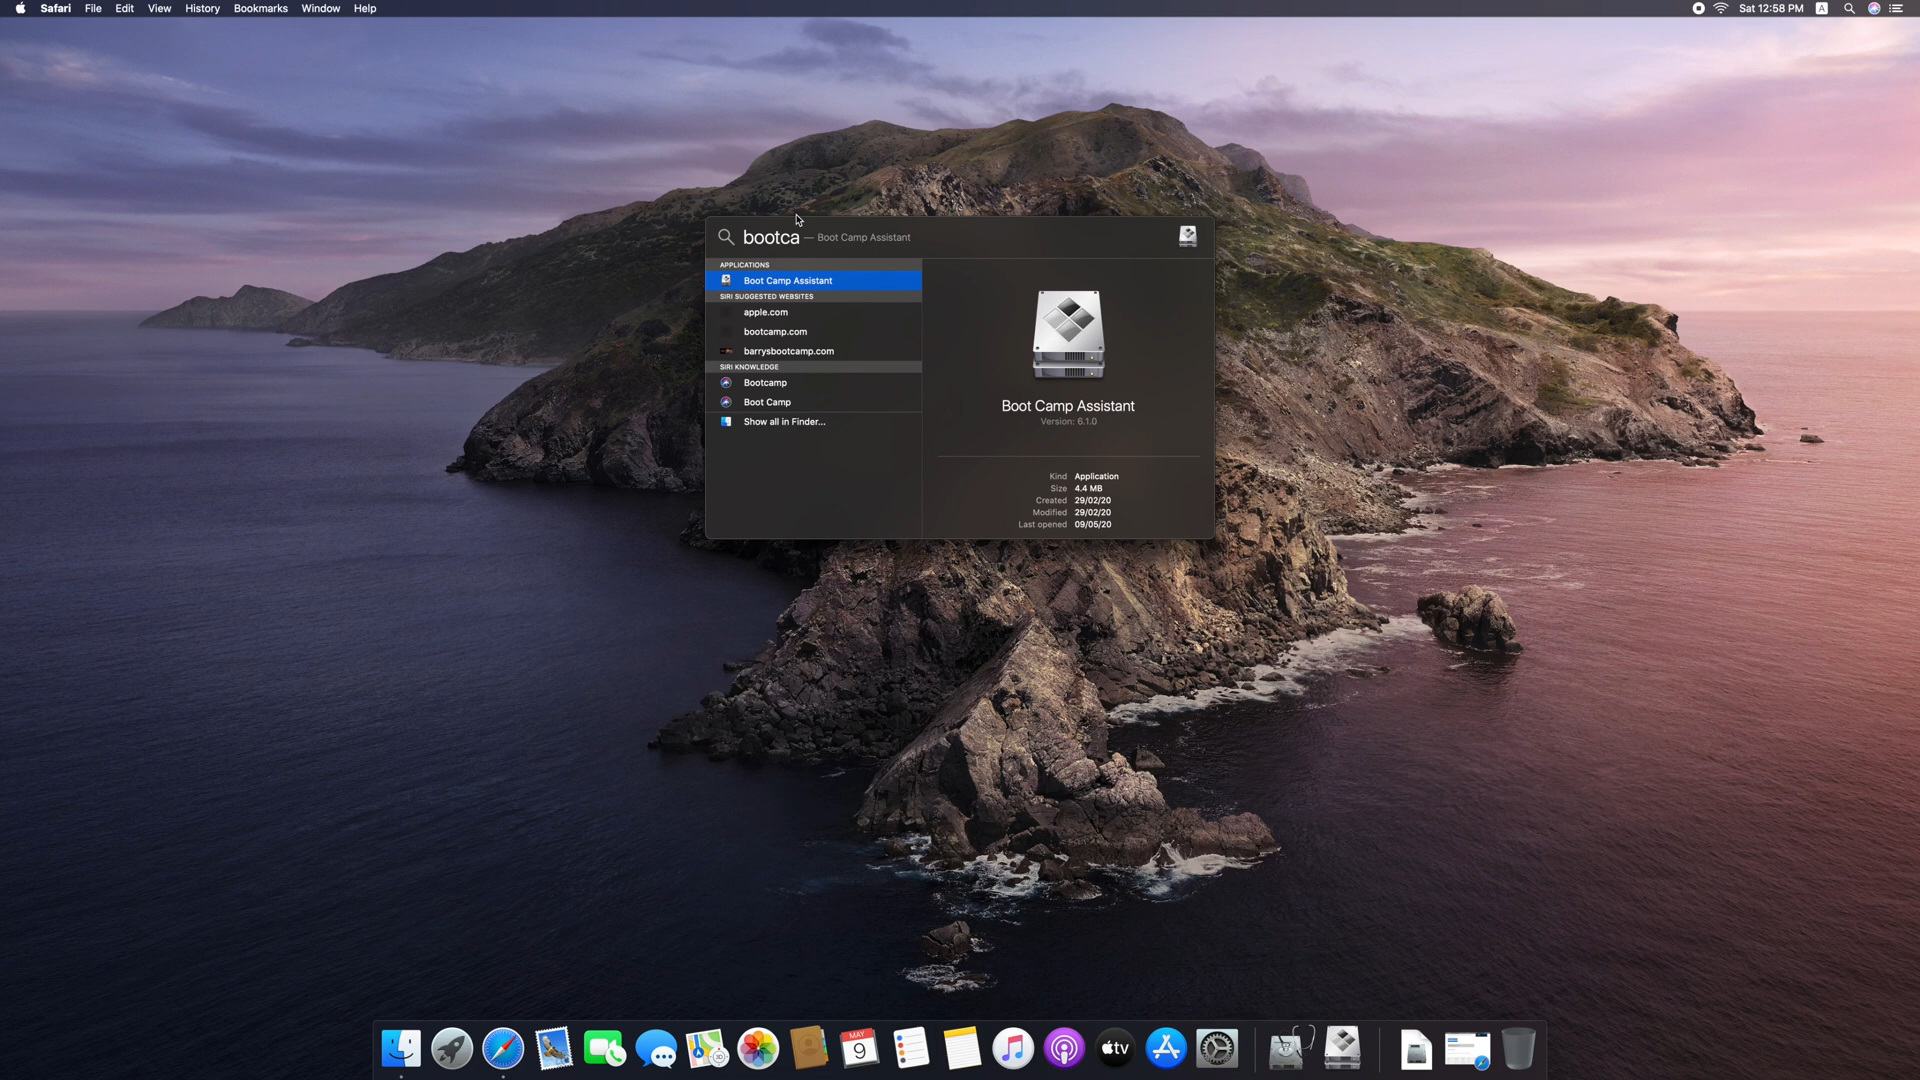 Safari File Edit View History Bookmarks Window Help
Sat 12:58 PM A
bootca — Boot Camp Assistant
APPLICATIONS
Boot Camp Assistant
SIRI SUGGESTED WEBSITES
apple.com
bootcamp.com
barrysbootcamp.com
SIRI KNOWLEDGE
Bootcamp
Boot Camp
Show all in Finder...
Boot Camp Assistant
Version: 6.1.0
Kind Application
Size 4.4 MB
Created 29/02/20
Modified 29/02/20
Last opened 09/05/20
3D
MAY
9
tv